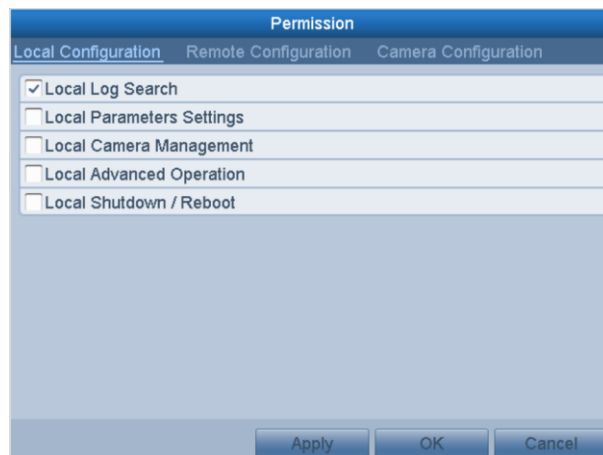 Permission
Local Configuration Remote Configuration Camera Configuration
Local Log Search
Local Parameters Settings
Local Camera Management
Local Advanced Operation
Local Shutdown / Reboot
Apply OK Cancel